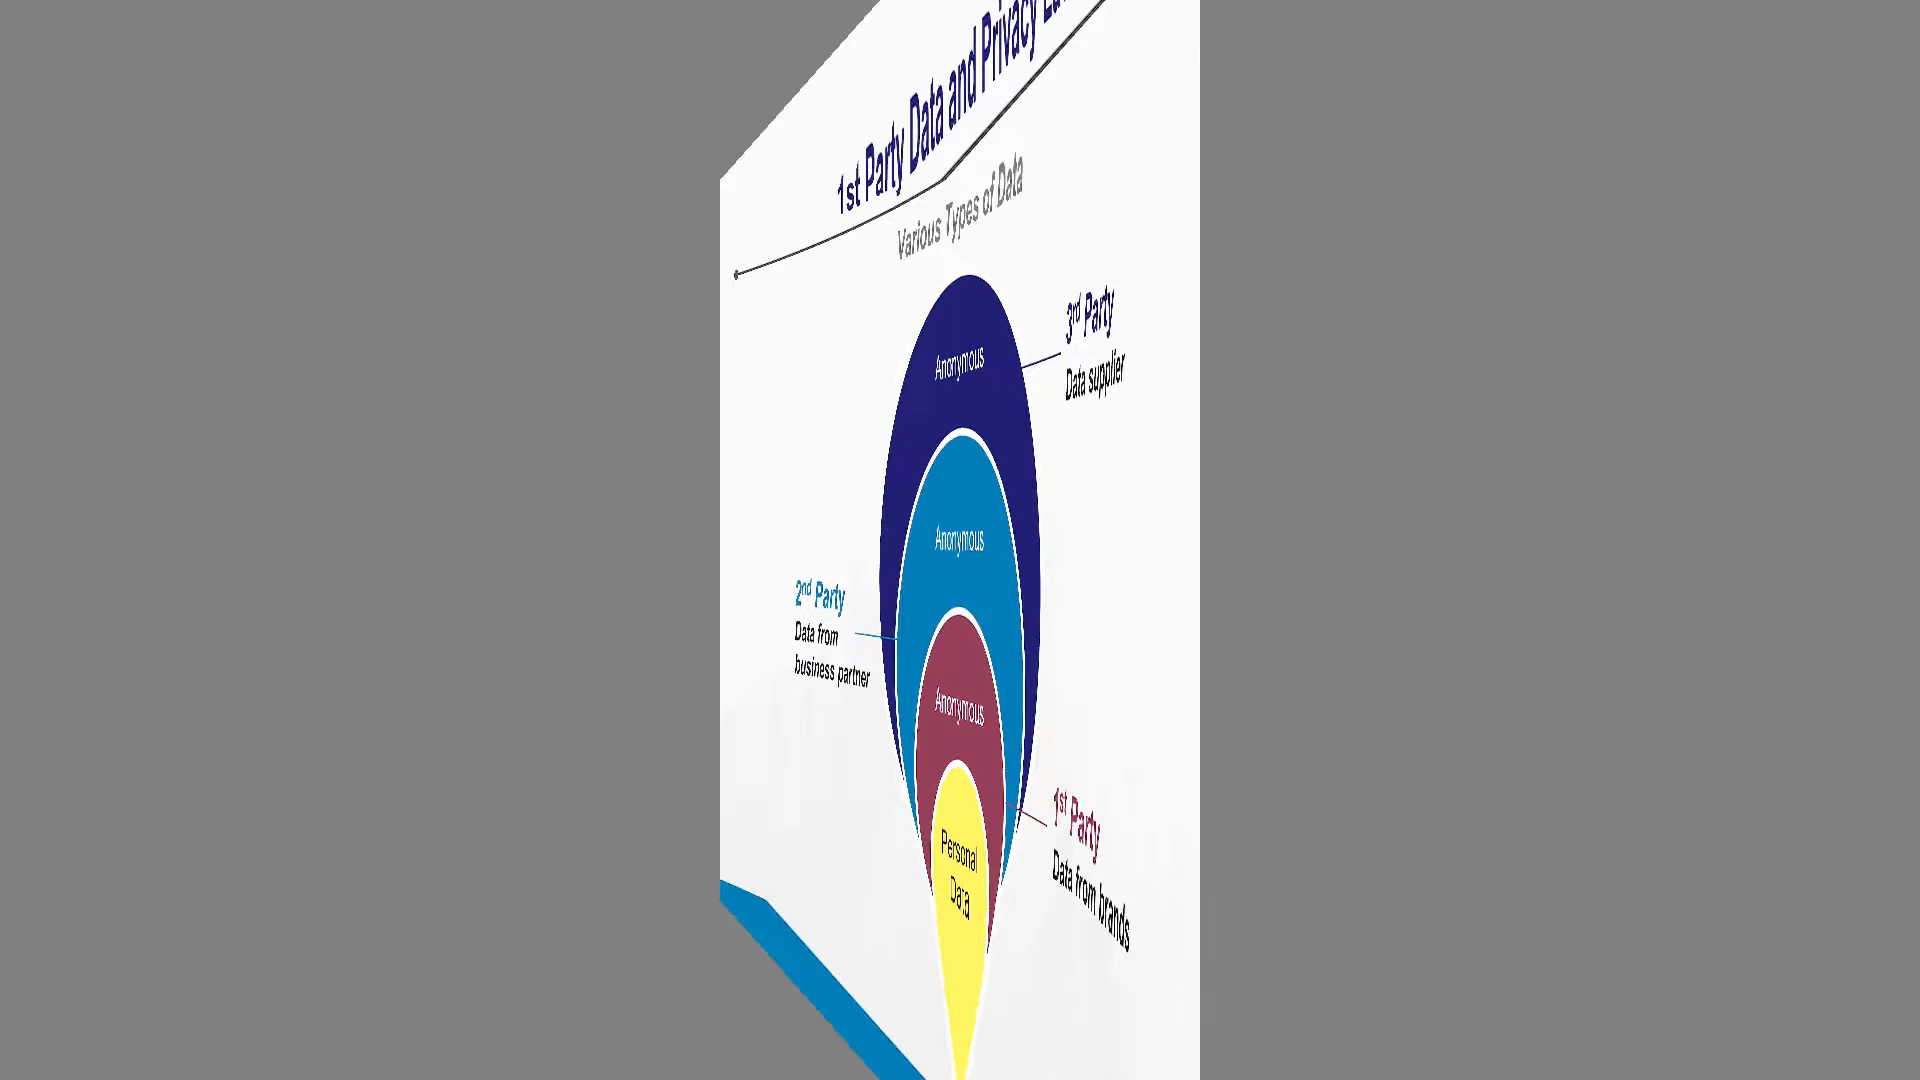 1st Party Data and Privacy
Various Types of Data
3rd Party
Data supplier
Anonymous
Anonymous
2nd Party
Data from
business partner
Anonymous
1st Party
Data from brands
Personal
Data